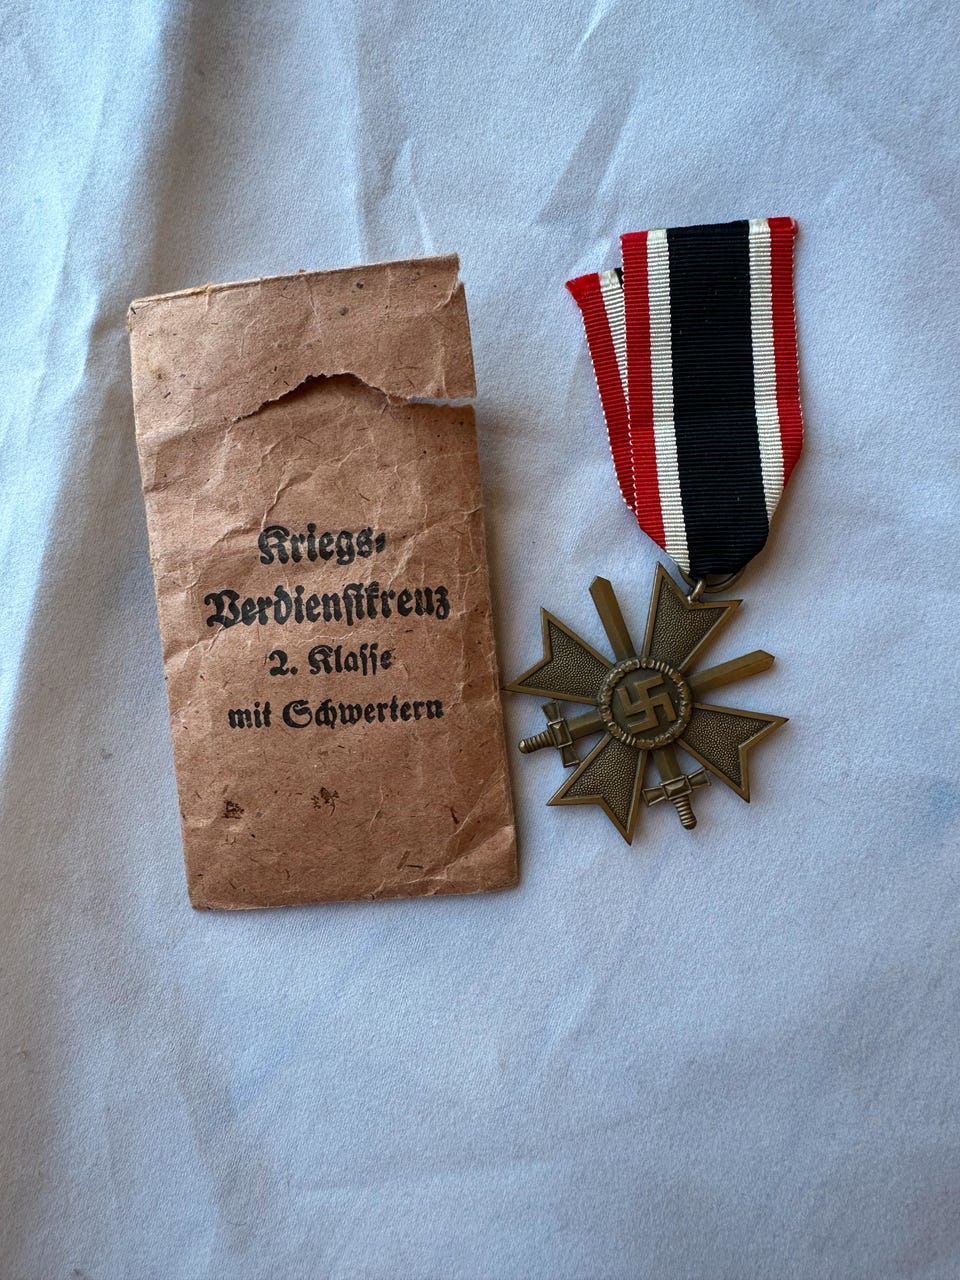 Kriegs-
Verdienstkreuz
2. Klasse
mit Schwertern